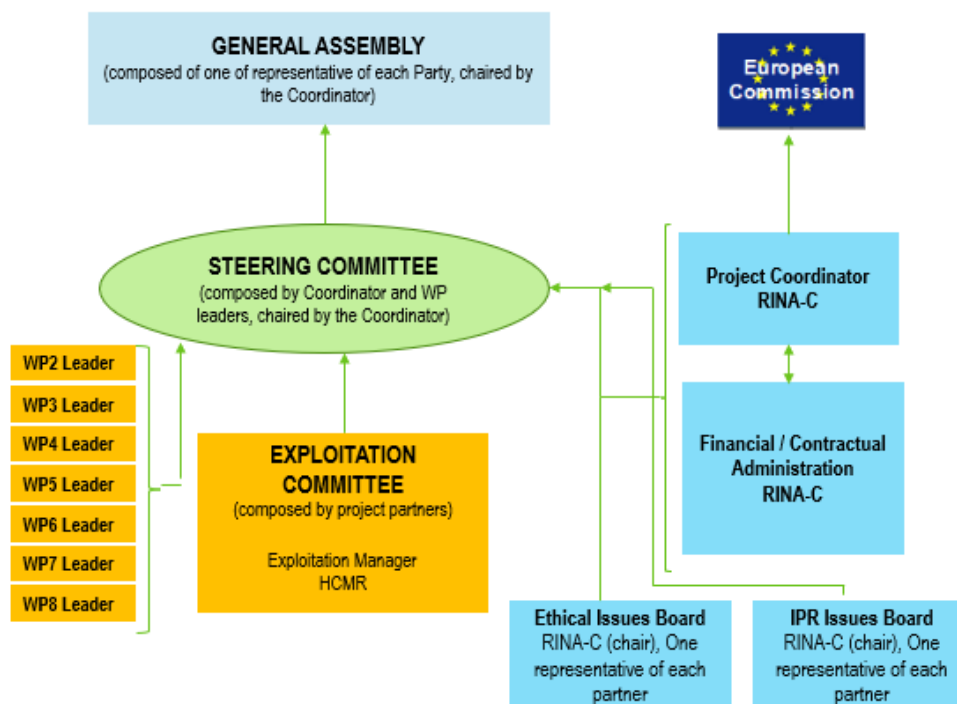 GENERAL ASSEMBLY
(composed of one of representative of each Party, chaired by
the Coordinator)
European
Commission
STEERING COMMITTEE
(composed by Coordinator and WP
leaders, chaired by the Coordinator)
Project Coordinator
RINA-C
WP2 Leader
WP3 Leader
WP4 Leader
WP5 Leader
WP6 Leader
WP7 Leader
WP8 Leader
EXPLOITATION
COMMITTEE
(composed by project partners)
Exploitation Manager
HCMR
Financial / Contractual
Administration
RINA-C
Ethical Issues Board
RINA-C (chair), One
representative of each
partner
IPR Issues Board
RINA-C (chair), One
representative of each
partner